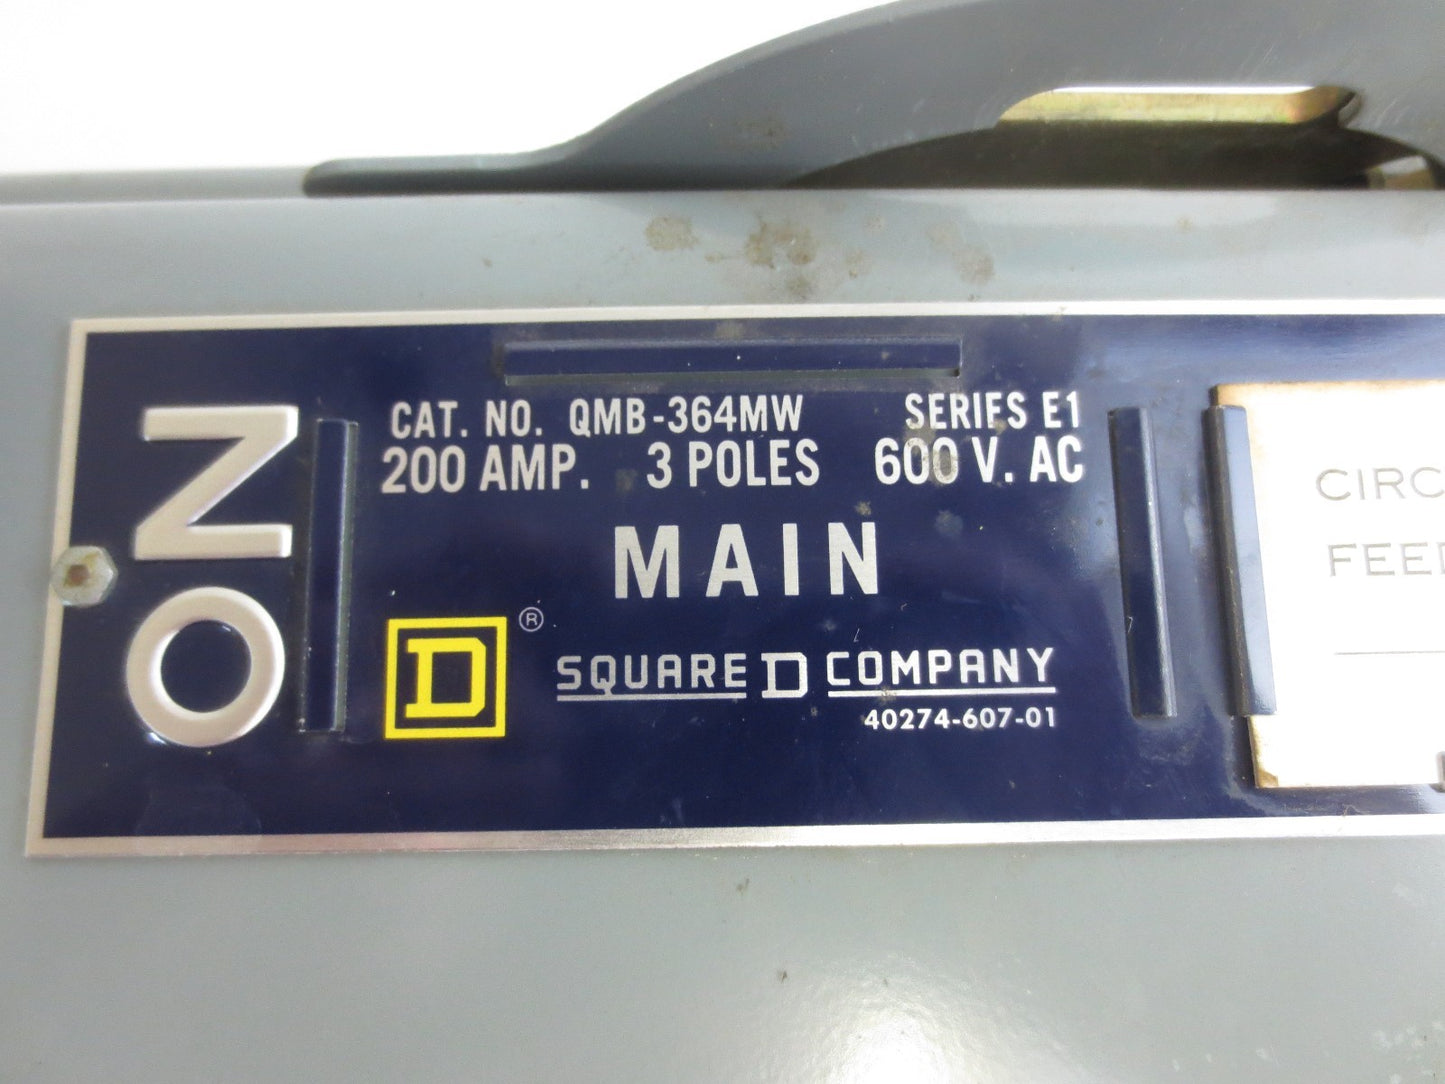 ON
CAT. NO. QMB-364MW SERIES E1
200 AMP. 3 POLES 600 V. AC
MAIN
D ®
SQUARE D COMPANY
40274-607-01
CIRC
FEED